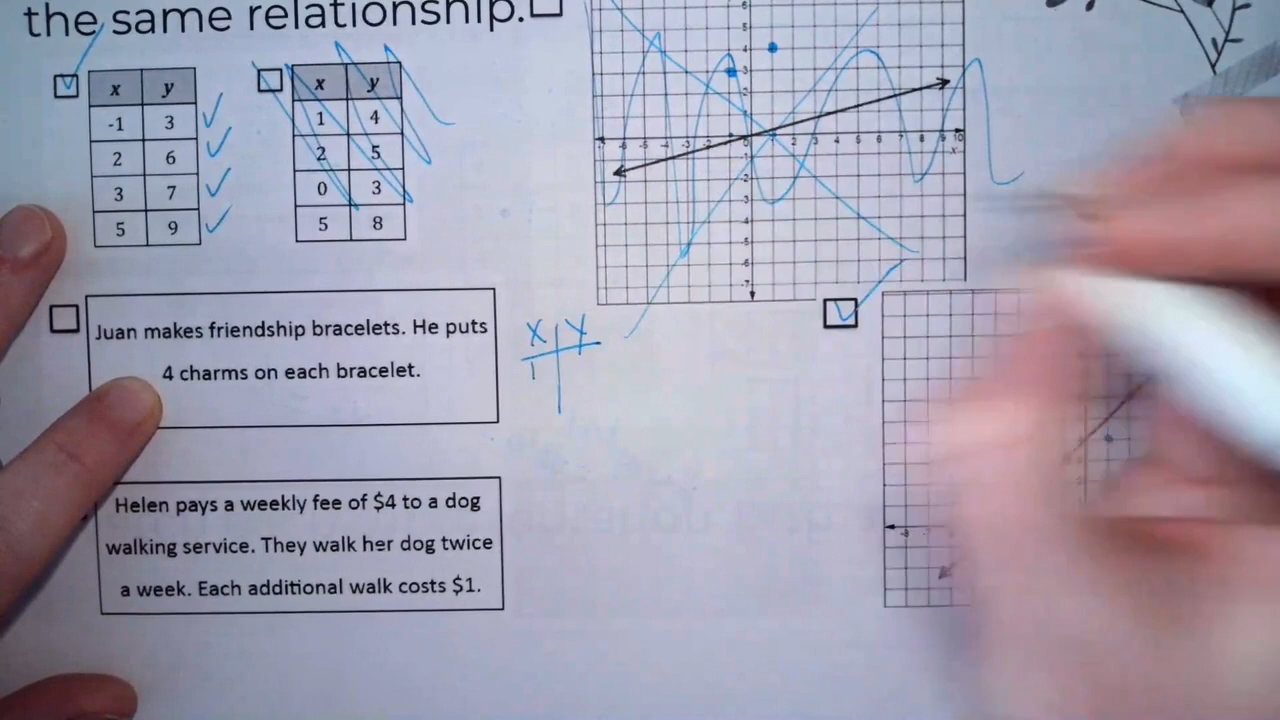 the same relationship.
x y
-1 3
2 6
3 7
5 9
x y
1 4
2 5
0 3
5 8
Juan makes friendship bracelets. He puts
4 charms on each bracelet.
X Y
1
Helen pays a weekly fee of $4 to a dog
walking service. They walk her dog twice
a week. Each additional walk costs $1.